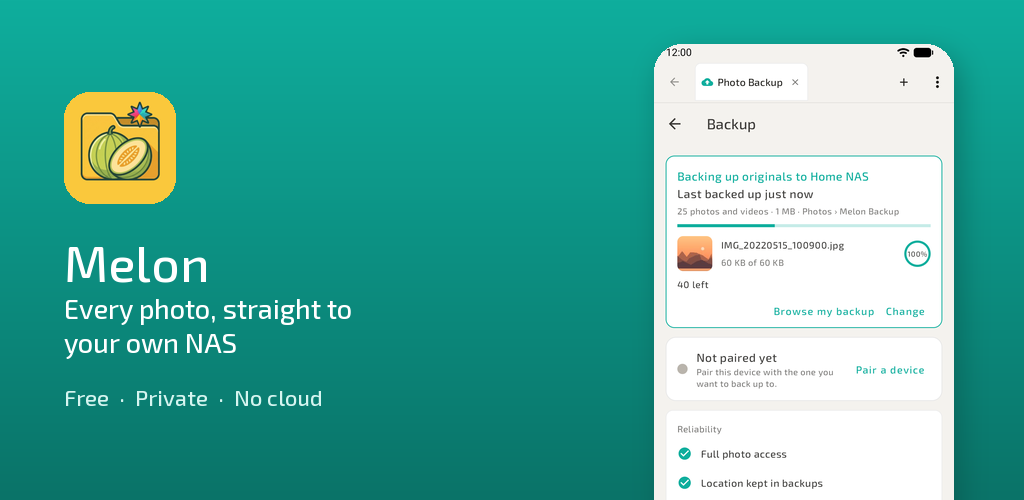 Melon
Every photo, straight to
your own NAS
Free · Private · No cloud
12:00
Photo Backup
Backup
Backing up originals to Home NAS
Last backed up just now
25 photos and videos · 1 MB · Photos › Melon Backup
IMG_20220515_100900.jpg
60 KB of 60 KB
100%
40 left
Browse my backup Change
Not paired yet
Pair this device with the one you
want to back up to.
Pair a device
Reliability
Full photo access
Location kept in backups